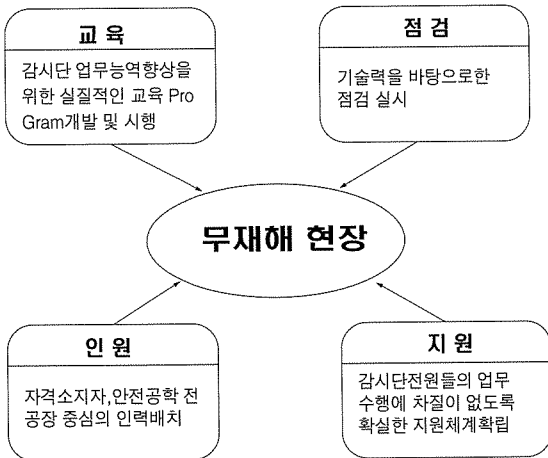 교 육
감시단 업무능역향상을
위한 실질적인 교육 Pro
Gram개발 및 시행
점 검
기술력을 바탕으로한
점검 실시
무재해 현장
인 원
자격소지자,안전공학 전
공장 중심의 인력배치
지 원
감시단전원들의 업무
수행에 차질이 없도록
확실한 지원체계확립